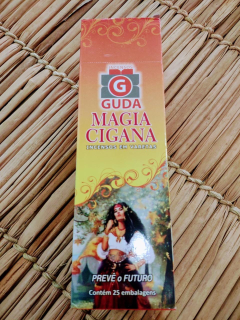 G
GUDA
MAGIA
CIGANA
INCENSOS EM VARETAS
PREVÊ o FUTURO
Contém 25 embalagens